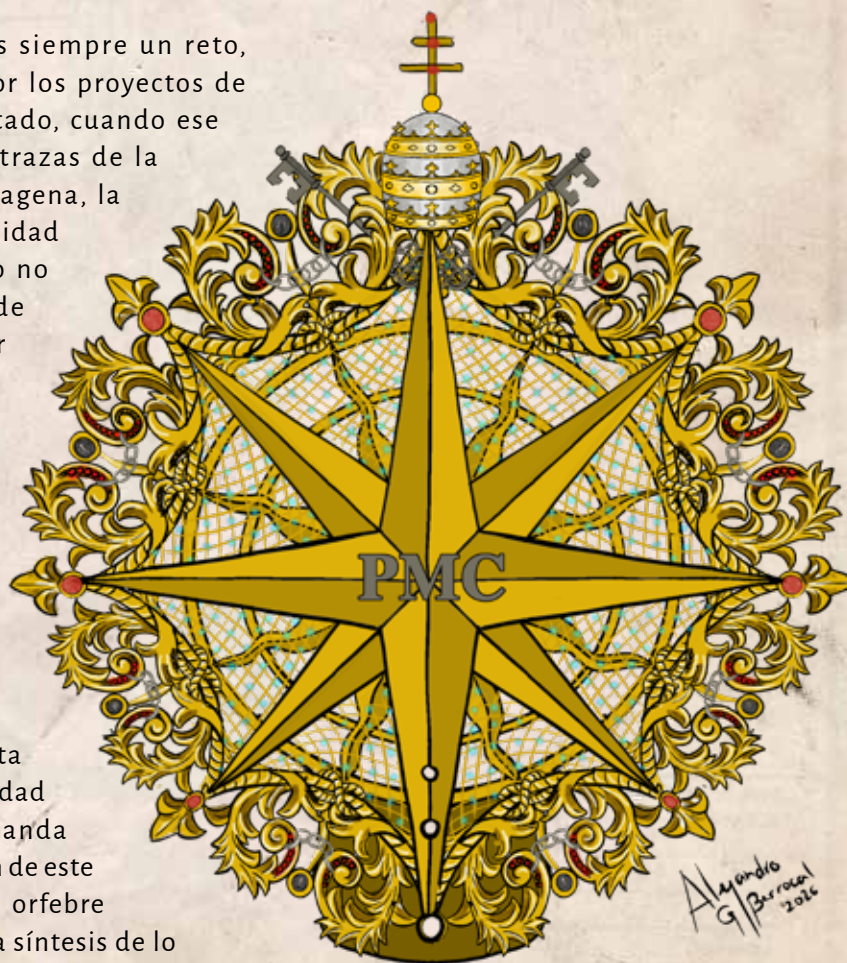 s siempre un reto,
or los proyectos de
tado, cuando ese
trazas de la
agena, la
idad
o no
de
r
PMC
ta
dad
anda
n de este
orfebre
a síntesis de lo
Alejandro
G Barrocal
2026